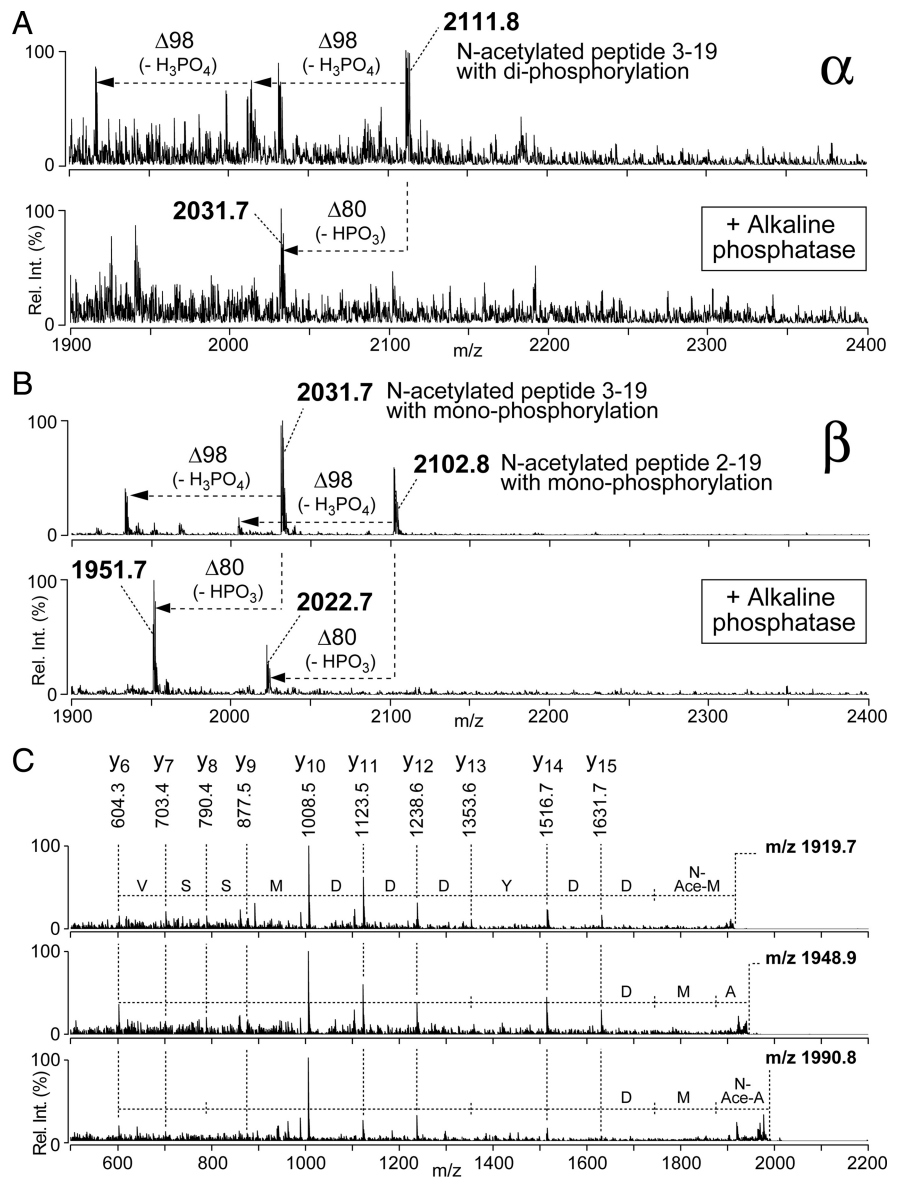 A
2111.8
Δ98
(- H3PO4)
Δ98
(- H3PO4)
N-acetylated peptide 3-19
with di-phosphorylation
α
100
0
2031.7
Δ80
(- HPO3)
+ Alkaline
phosphatase
100
0
Rel. Int. (%)
1900 2000 2100 2200 2300 2400
m/z
B
2031.7
N-acetylated peptide 3-19
with mono-phosphorylation
β
Δ98
(- H3PO4)
Δ98
(- H3PO4)
2102.8
N-acetylated peptide 2-19
with mono-phosphorylation
100
0
1951.7
Δ80
(- HPO3)
2022.7
Δ80
(- HPO3)
+ Alkaline
phosphatase
100
0
Rel. Int. (%)
1900 2000 2100 2200 2300 2400
m/z
C
y6 y7 y8 y9 y10 y11 y12 y13 y14 y15
604.3 703.4 790.4 877.5 1008.5 1123.5 1238.6 1353.6 1516.7 1631.7
m/z 1919.7
100
V S S M D D D Y D D N-
Ace-M
0
m/z 1948.9
100
D M A
0
m/z 1990.8
100
D M N-
Ace-A
0
Rel. Int. (%)
600 800 1000 1200 1400 1600 1800 2000 2200
m/z